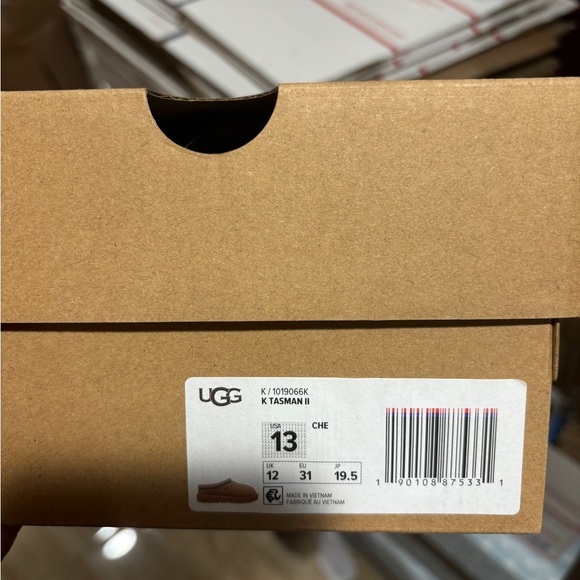 UGG
K / 1019066K
K TASMAN II
USA
13
CHE
UK
12
EU
31
JP
19.5
MADE IN VIETNAM
FABRIQUÉ AU VIETNAM
1 90108 87533 1